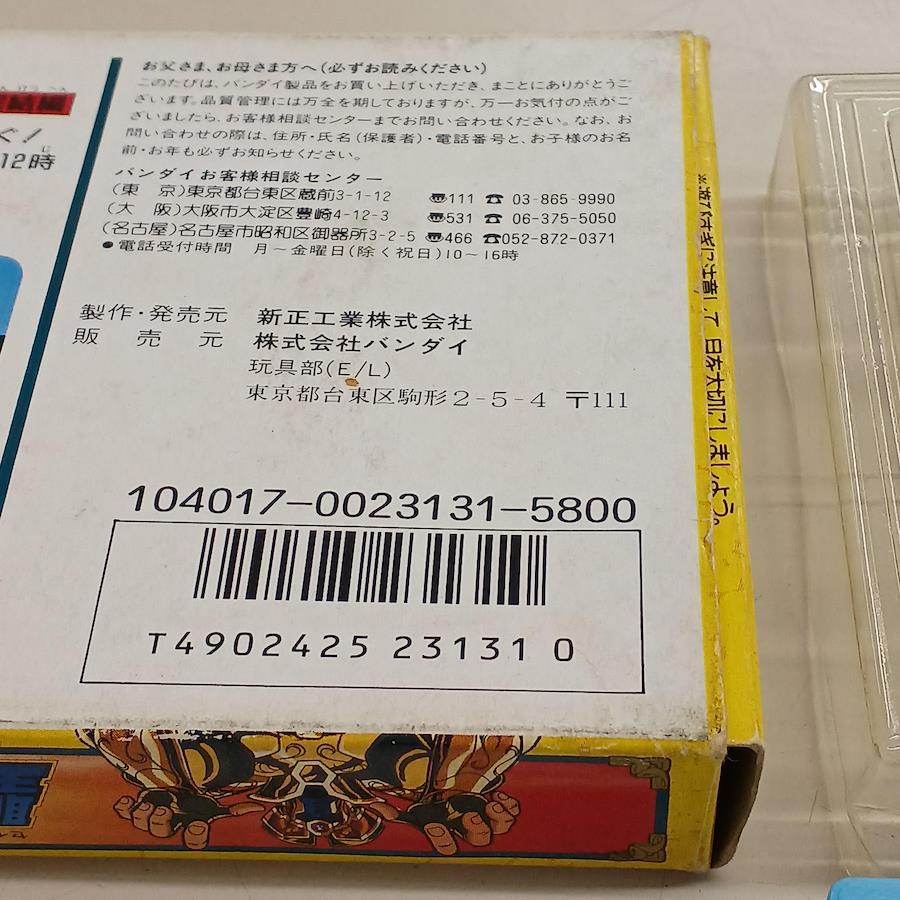 お父さま、お母さま方へ(必ずお読みください)
このたびは、バンダイ製品をお買い上げいただき、まことにありがとうご
ざいます。品質管理には万全を期しておりますが、万一お気付の点がご
ざいましたら、お客様相談センターまでお問い合わせください。なお、お
問い合わせの際は、住所・氏名(保護者)・電話番号と、お子様のお名
前・お年も必ずお知らせください。
バンダイお客様相談センター
(東 京)東京都台東区蔵前3-1-12 〠111 ☎ 03-865-9990
(大 阪)大阪市大淀区豊崎4-12-3 〠531 ☎ 06-375-5050
(名古屋)名古屋市昭和区御器所3-2-5 〠466 ☎052-872-0371
●電話受付時間 月～金曜日(除く祝日)10～16時
12時
製作・発売元 新正工業株式会社
販売元 株式会社バンダイ
玩具部(E/L)
東京都台東区駒形2-5-4 〒111
104017-0023131-5800
T4902425 23131 0
※遊びすぎに注意して 目を大切にしましょう。